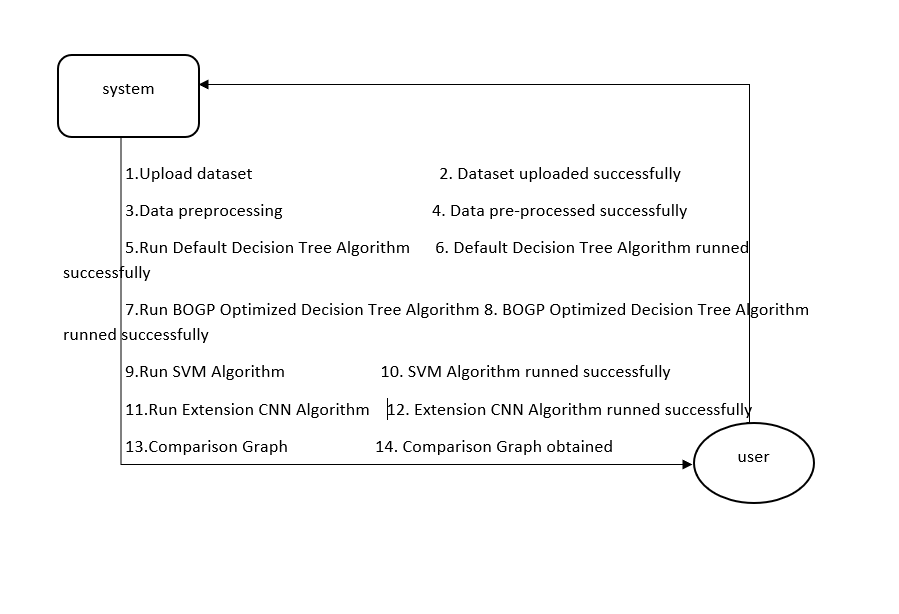 system
1.Upload dataset 2. Dataset uploaded successfully
3.Data preprocessing 4. Data pre-processed successfully
5.Run Default Decision Tree Algorithm 6. Default Decision Tree Algorithm runned
successfully
7.Run BOGP Optimized Decision Tree Algorithm 8. BOGP Optimized Decision Tree Algorithm
runned successfully
9.Run SVM Algorithm 10. SVM Algorithm runned successfully
11.Run Extension CNN Algorithm 12. Extension CNN Algorithm runned successfully
13.Comparison Graph 14. Comparison Graph obtained
user